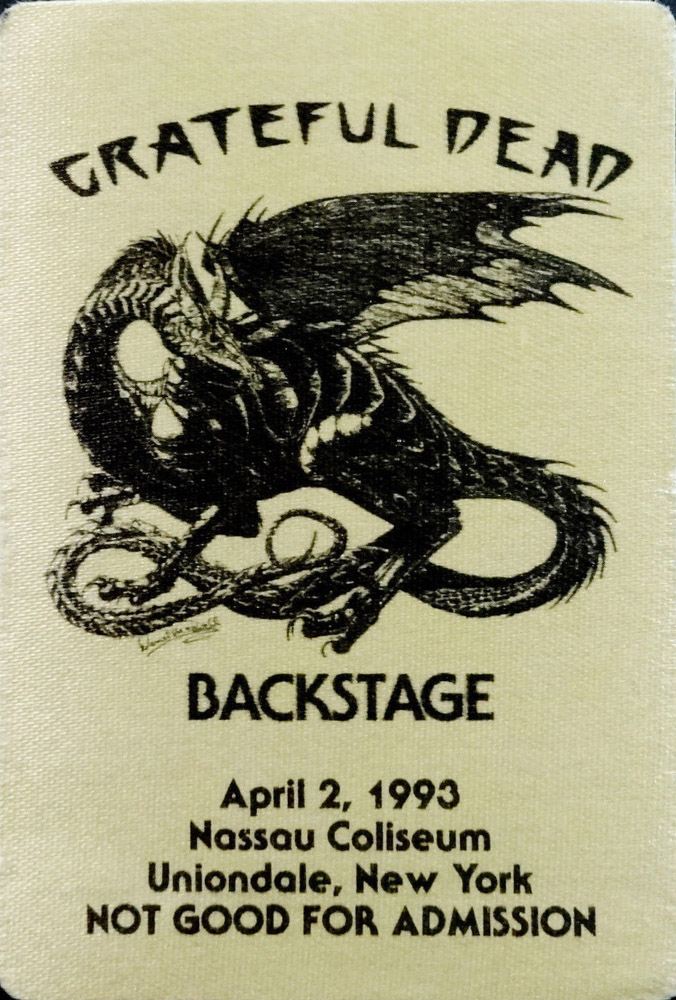 GRATEFUL DEAD
BACKSTAGE
April 2, 1993
Nassau Coliseum
Uniondale, New York
NOT GOOD FOR ADMISSION